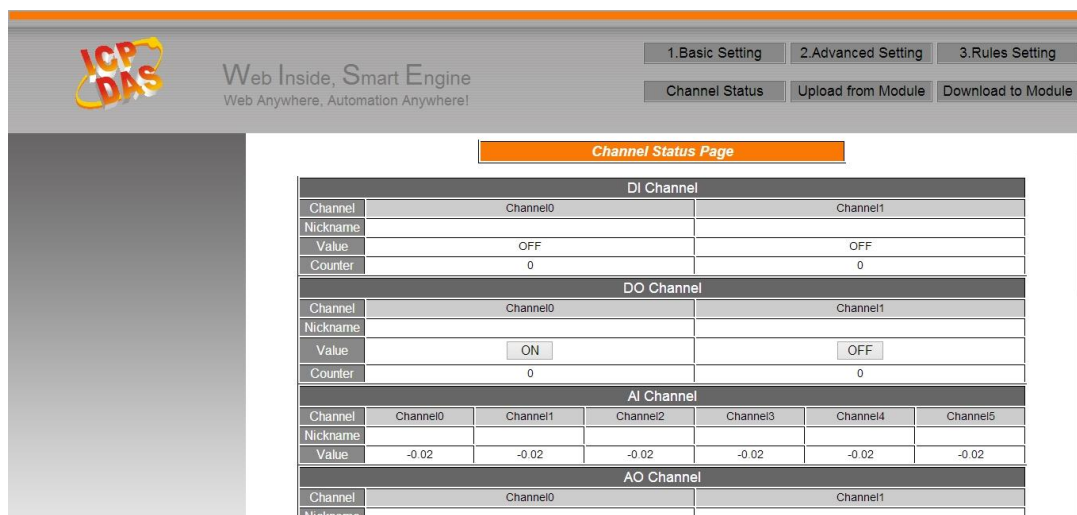 ICP
DAS
Web Inside, Smart Engine
Web Anywhere, Automation Anywhere!
1.Basic Setting 2.Advanced Setting 3.Rules Setting
Channel Status Upload from Module Download to Module
Channel Status Page
DI Channel
Channel Channel0 Channel1
Nickname
Value OFF OFF
Counter 0 0
DO Channel
Channel Channel0 Channel1
Nickname
Value ON OFF
Counter 0 0
AI Channel
Channel Channel0 Channel1 Channel2 Channel3 Channel4 Channel5
Nickname
Value -0.02 -0.02 -0.02 -0.02 -0.02 -0.02
AO Channel
Channel Channel0 Channel1
Nickname